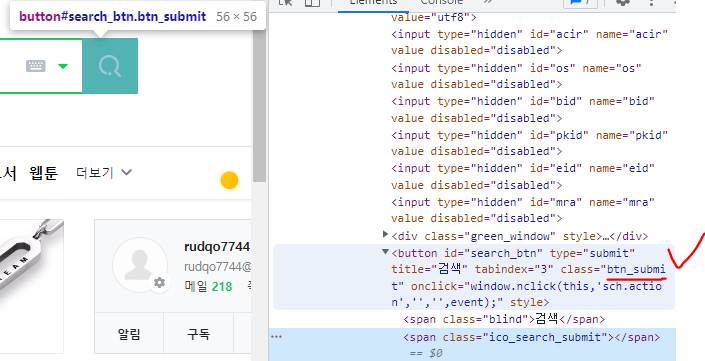 button#search_btn.btn_submit 56 × 56
더보기
웹툰
rudqo7744
rudqo7744@
메일 218
알림
구독
EAM
Elements
value="utf8">
<input type="hidden" id="acir" name="acir"
value disabled="disabled">
<input type="hidden" id="os" name="os"
value disabled="disabled">
<input type="hidden" id="bid" name="bid"
value disabled="disabled">
<input type="hidden" id="pkid" name="pkid"
value disabled="disabled">
<input type="hidden" id="eid" name="eid"
value disabled="disabled">
<input type="hidden" id="mra" name="mra"
value disabled="disabled">
<div class="green_window" style>…</div>
<button id="search_btn" type="submit"
title="검색" tabindex="3" class="btn_submi
t" onclick="window.nclick(this,'sch.actio
n','','',event);" style>
<span class="blind">검색</span>
<span class="ico_search_submit"></span>
== $0